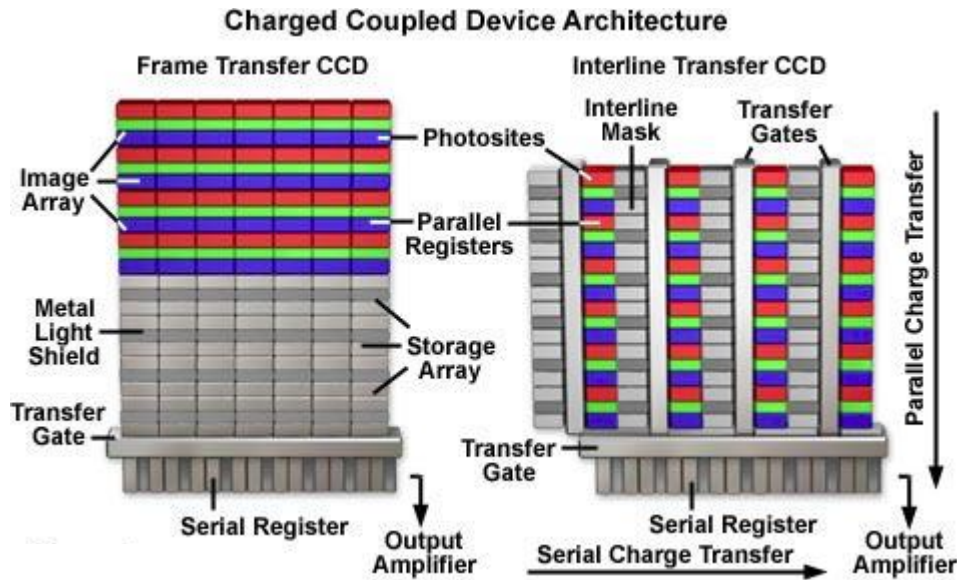 Charged Coupled Device Architecture
Frame Transfer CCD
Interline Transfer CCD
Interline
Mask
Transfer
Gates
Photosites
Image
Array
Parallel
Registers
Metal
Light
Shield
Storage
Array
Transfer
Gate
Transfer
Gate
Serial Register
Output
Amplifier
Serial Register
Output
Amplifier
Serial Charge Transfer
Parallel Charge Transfer